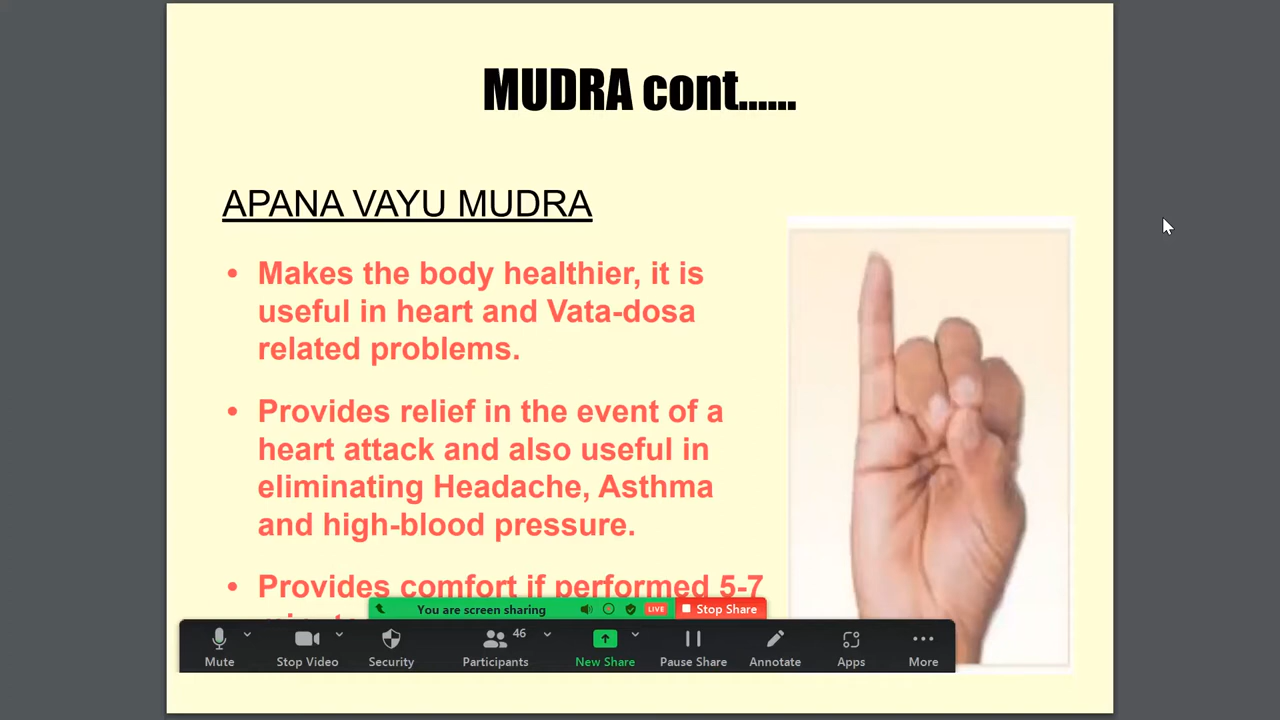 MUDRA cont......
APANA VAYU MUDRA
• Makes the body healthier, it is
useful in heart and Vata-dosa
related problems.
• Provides relief in the event of a
heart attack and also useful in
eliminating Headache, Asthma
and high-blood pressure.
• Provides comfort if performed 5-7
You are screen sharing LIVE Stop Share
46
Mute Stop Video Security Participants New Share Pause Share Annotate Apps More